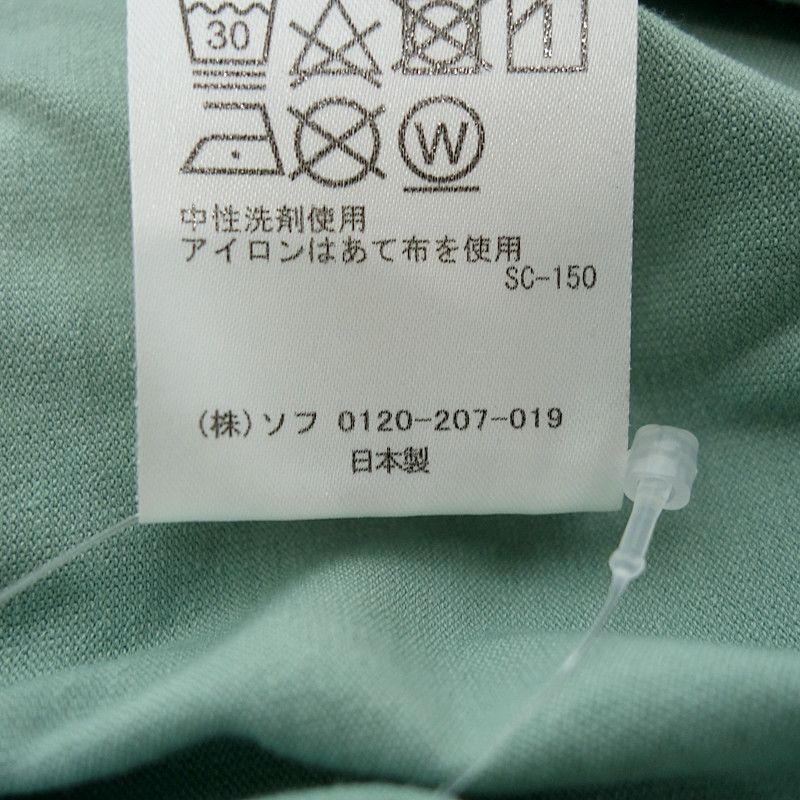 30
W
中性洗剤使用
アイロンはあて布を使用
SC-150
(株)ソフ 0120-207-019
日本製